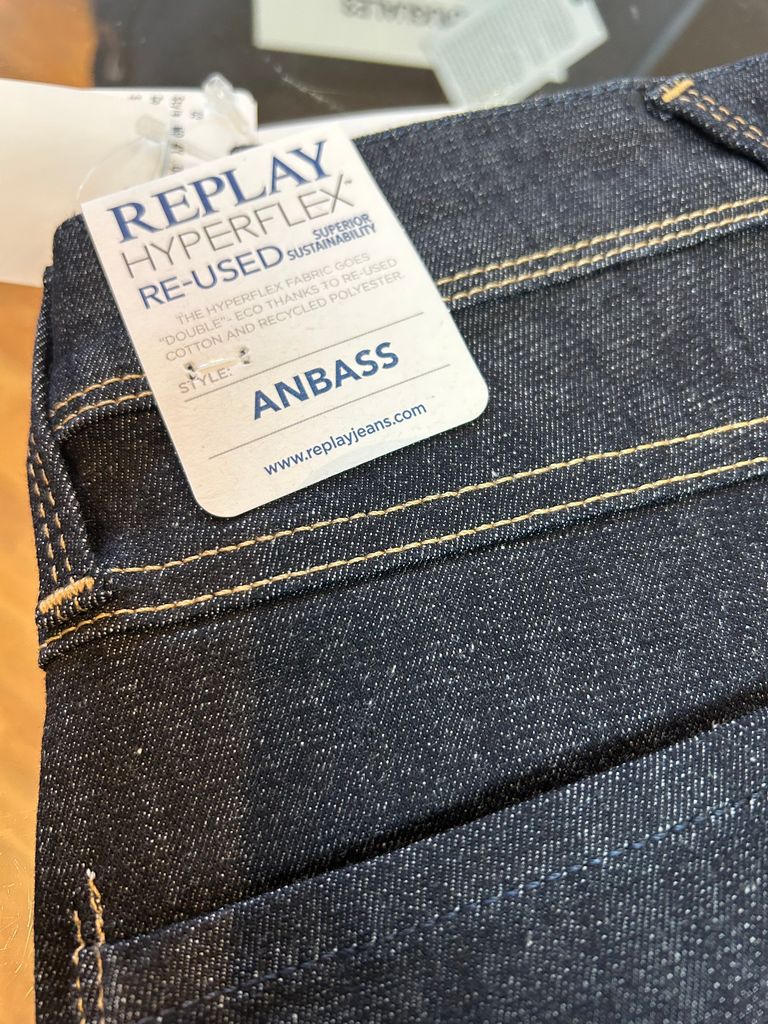 REPLAY
HYPERFLEX
RE-USED SUPERIOR SUSTAINABILITY
THE HYPERFLEX FABRIC GOES
"DOUBLE"- ECO THANKS TO RE-USED
COTTON AND RECYCLED POLYESTER.
STYLE:
ANBASS
www.replayjeans.com